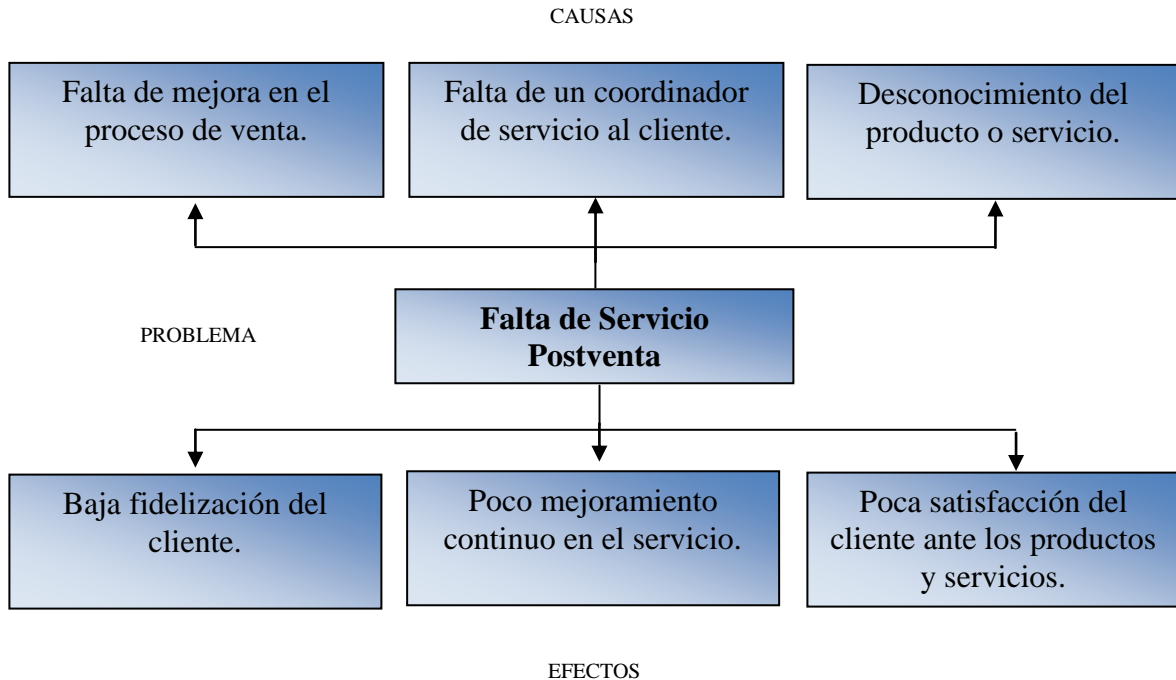 CAUSAS
Falta de mejora en el
proceso de venta.
Falta de un coordinador
de servicio al cliente.
Desconocimiento del
producto o servicio.
PROBLEMA
Falta de Servicio
Postventa
Baja fidelización del
cliente.
Poco mejoramiento
continuo en el servicio.
Poca satisfacción del
cliente ante los productos
y servicios.
EFECTOS